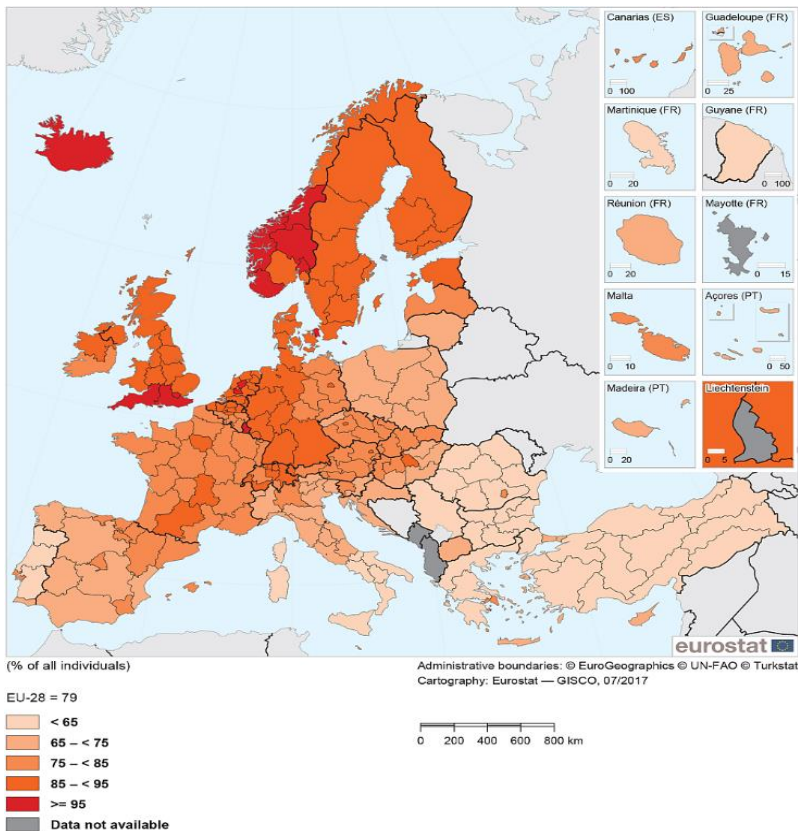 Canarias (ES)
0 100
Guadeloupe (FR)
0 25
Martinique (FR)
0 20
Guyane (FR)
0 100
Réunion (FR)
0 20
Mayotte (FR)
0 15
Malta
0 10
Açores (PT)
0 50
Madeira (PT)
0 20
Liechtenstein
0 5
eurostat
(% of all individuals)
Administrative boundaries: © EuroGeographics © UN-FAO © Turkstat
Cartography: Eurostat — GISCO, 07/2017
EU-28 = 79
< 65
65 – < 75
75 – < 85
85 – < 95
>= 95
Data not available
0 200 400 600 800 km